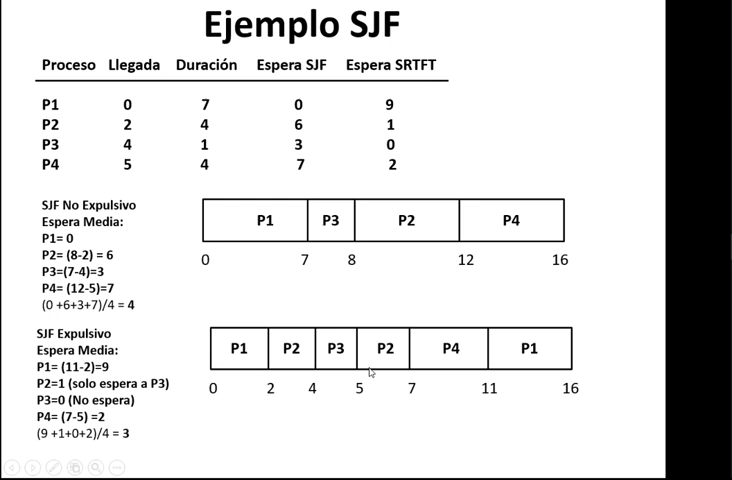 Ejemplo SJF
Proceso Llegada Duración Espera SJF Espera SRTFT
P1 0 7 0 9
P2 2 4 6 1
P3 4 1 3 0
P4 5 4 7 2
SJF No Expulsivo
Espera Media:
P1= 0
P2= (8-2) = 6
P3=(7-4)=3
P4= (12-5)=7
(0 +6+3+7)/4 = 4
P1 P3 P2 P4
0 7 8 12 16
SJF Expulsivo
Espera Media:
P1= (11-2)=9
P2=1 (solo espera a P3)
P3=0 (No espera)
P4= (7-5) =2
(9 +1+0+2)/4 = 3
P1 P2 P3 P2 P4 P1
0 2 4 5 7 11 16